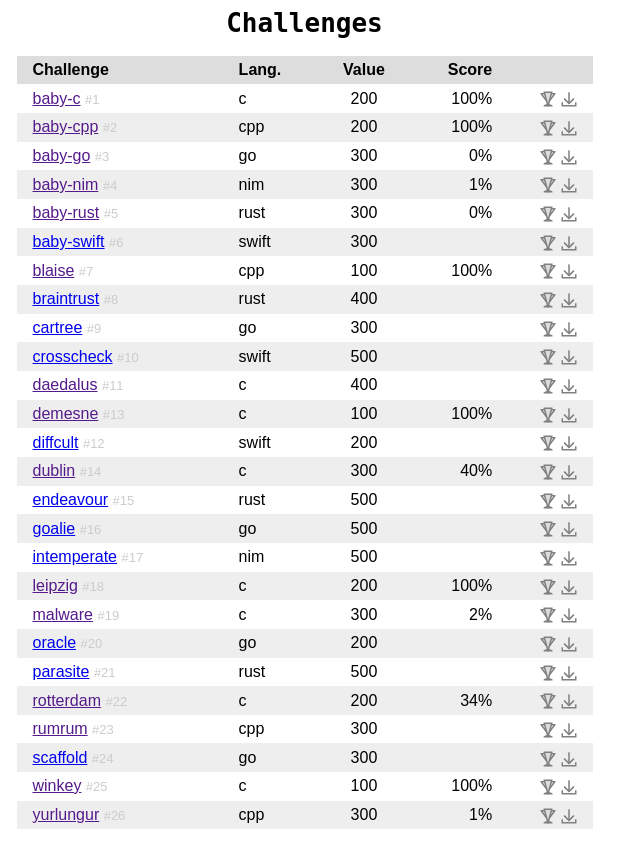 Challenges
Challenge Lang. Value Score
baby-c #1 c 200 100%
baby-cpp #2 cpp 200 100%
baby-go #3 go 300 0%
baby-nim #4 nim 300 1%
baby-rust #5 rust 300 0%
baby-swift #6 swift 300
blaise #7 cpp 100 100%
braintrust #8 rust 400
cartree #9 go 300
crosscheck #10 swift 500
daedalus #11 c 400
demesne #13 c 100 100%
diffcult #12 swift 200
dublin #14 c 300 40%
endeavour #15 rust 500
goalie #16 go 500
intemperate #17 nim 500
leipzig #18 c 200 100%
malware #19 c 300 2%
oracle #20 go 200
parasite #21 rust 500
rotterdam #22 c 200 34%
rumrum #23 cpp 300
scaffold #24 go 300
winkey #25 c 100 100%
yurlungur #26 cpp 300 1%